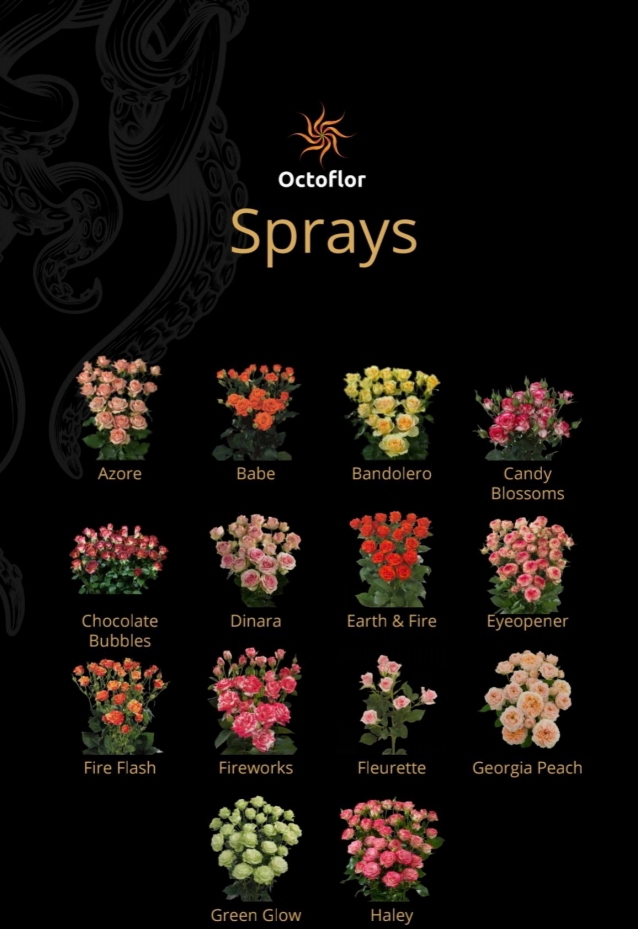 Octoflor
Sprays
Azore
Babe
Bandolero
Candy
Blossoms
Chocolate
Bubbles
Dinara
Earth & Fire
Eyeopener
Fire Flash
Fireworks
Fleurette
Georgia Peach
Green Glow
Haley